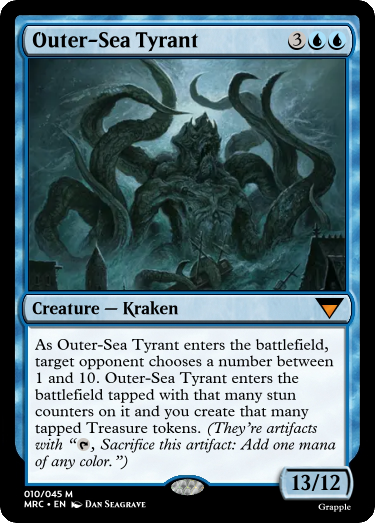 Outer-Sea Tyrant 3
Creature — Kraken
As Outer-Sea Tyrant enters the battlefield,
target opponent chooses a number between
1 and 10. Outer-Sea Tyrant enters the
battlefield tapped with that many stun
counters on it and you create that many
tapped Treasure tokens. (They're artifacts
with “, Sacrifice this artifact: Add one mana
of any color.”)
13/12
010/045 M
MRC • EN Dan Seagrave
Grapple